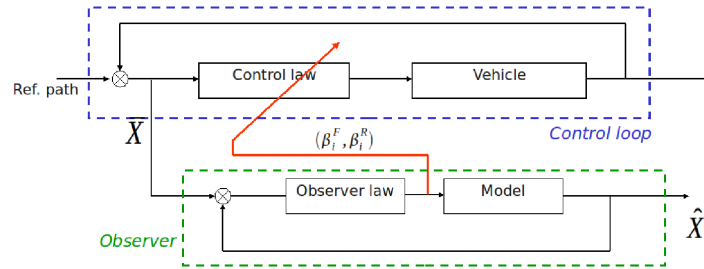 Control law
Vehicle
Ref. path
X̅
Control loop
(β_i^F, β_i^R)
Observer law
Model
Observer
X̂